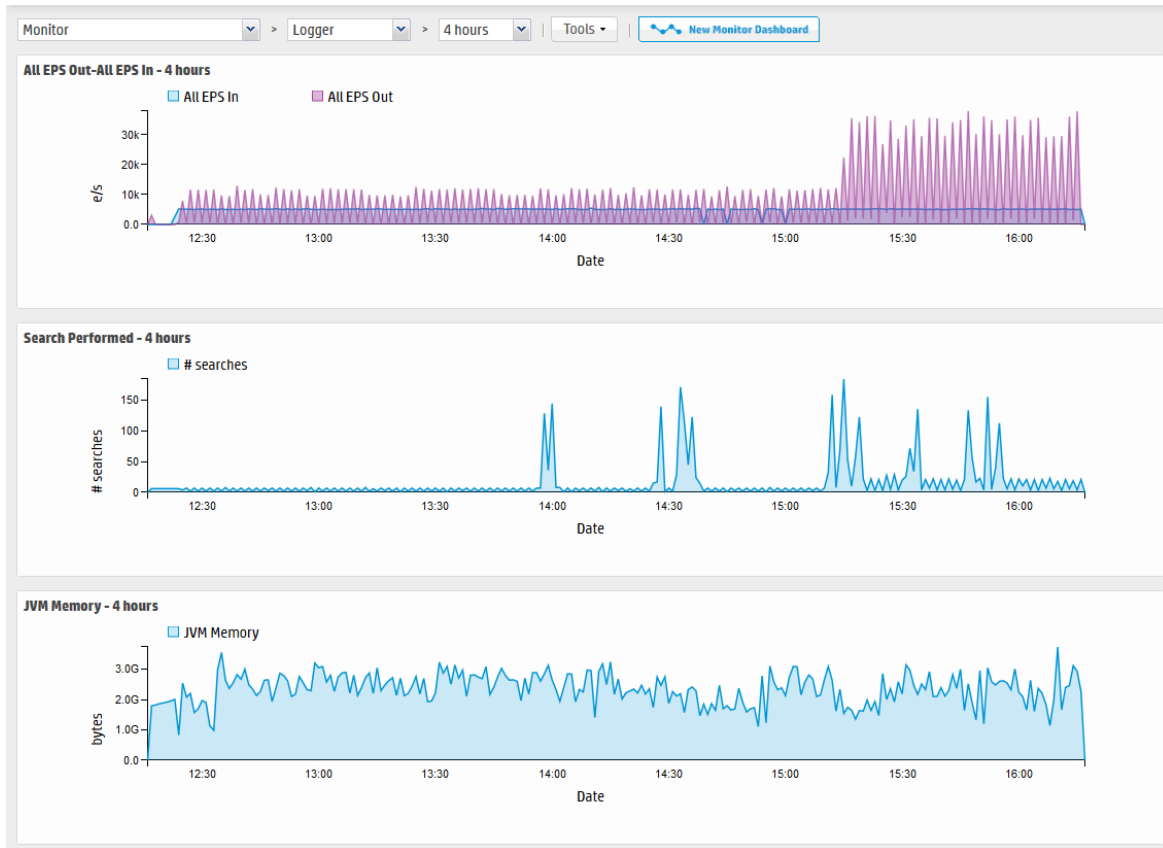 Monitor > Logger > 4 hours | Tools | New Monitor Dashboard
All EPS Out-All EPS In - 4 hours
All EPS In All EPS Out
30k
20k
10k
0.0
e/s
12:30 13:00 13:30 14:00 14:30 15:00 15:30 16:00
Date
Search Performed - 4 hours
# searches
150
100
50
0
# searches
12:30 13:00 13:30 14:00 14:30 15:00 15:30 16:00
Date
JVM Memory - 4 hours
JVM Memory
3.0G
2.0G
1.0G
0.0
bytes
12:30 13:00 13:30 14:00 14:30 15:00 15:30 16:00
Date